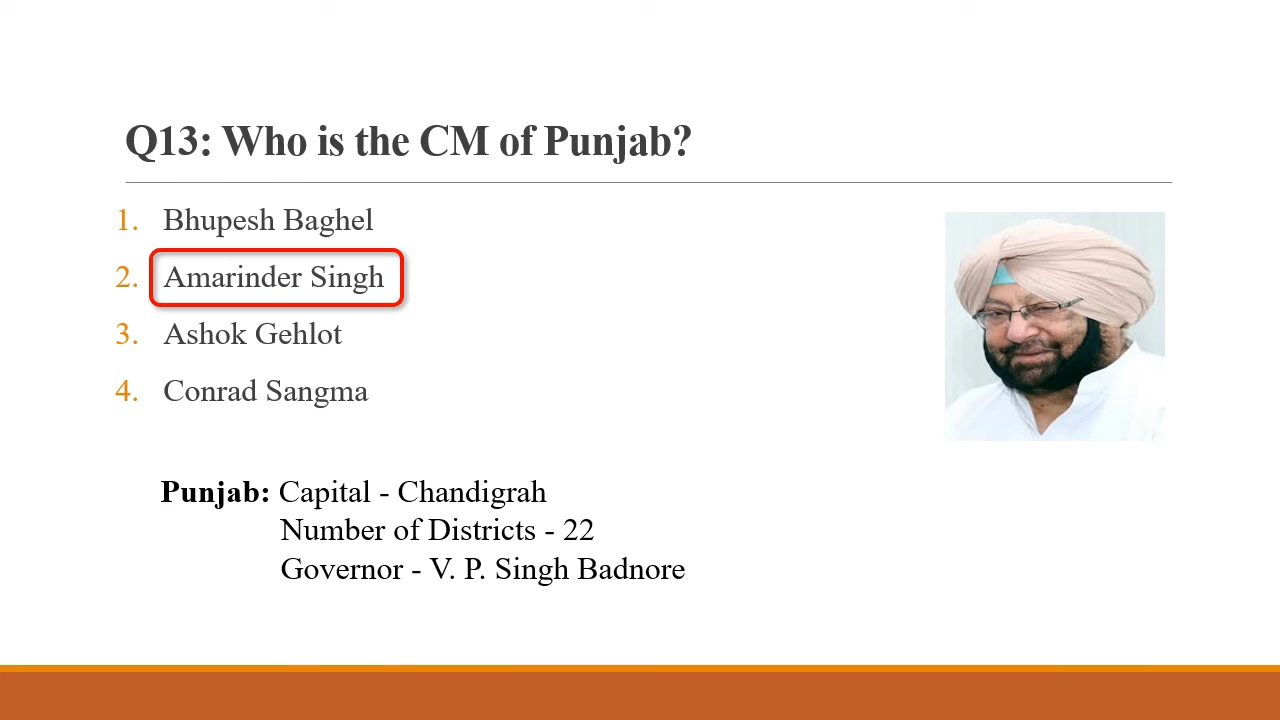 Q13: Who is the CM of Punjab?
1. Bhupesh Baghel
2. Amarinder Singh
3. Ashok Gehlot
4. Conrad Sangma
Punjab: Capital - Chandigrah
Number of Districts - 22
Governor - V. P. Singh Badnore